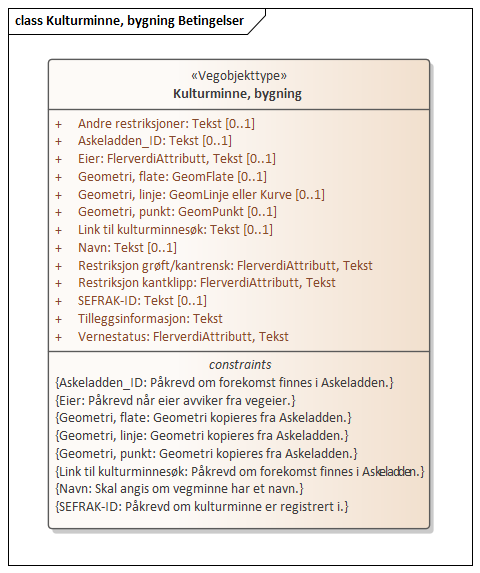 class Kulturminne, bygning Betingelser
«Vegobjekttype»
Kulturminne, bygning
+ Andre restriksjoner: Tekst [0..1]
+ Askeladden_ID: Tekst [0..1]
+ Eier: FlerverdiAttributt, Tekst [0..1]
+ Geometri, flate: GeomFlate [0..1]
+ Geometri, linje: GeomLinje eller Kurve [0..1]
+ Geometri, punkt: GeomPunkt [0..1]
+ Link til kulturminnesøk: Tekst [0..1]
+ Navn: Tekst [0..1]
+ Restriksjon grøft/kantrensk: FlerverdiAttributt, Tekst
+ Restriksjon kantklipp: FlerverdiAttributt, Tekst
+ SEFRAK-ID: Tekst [0..1]
+ Tilleggsinformasjon: Tekst
+ Vernestatus: FlerverdiAttributt, Tekst
constraints
{Askeladden_ID: Påkrevd om forekomst finnes i Askeladden.}
{Eier: Påkrevd når eier avviker fra vegeier.}
{Geometri, flate: Geometri kopieres fra Askeladden.}
{Geometri, linje: Geometri kopieres fra Askeladden.}
{Geometri, punkt: Geometri kopieres fra Askeladden.}
{Link til kulturminnesøk: Påkrevd om forekomst finnes i Askeladden.}
{Navn: Skal angis om vegminne har et navn.}
{SEFRAK-ID: Påkrevd om kulturminne er registrert i.}